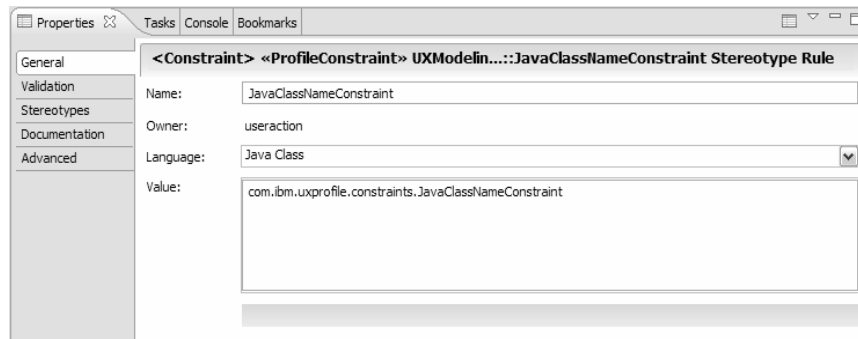 Properties Tasks Console Bookmarks
General
Validation
Stereotypes
Documentation
Advanced
<Constraint> «ProfileConstraint» UXModelin...::JavaClassNameConstraint Stereotype Rule
Name: JavaClassNameConstraint
Owner: useraction
Language: Java Class
Value: com.ibm.uxprofile.constraints.JavaClassNameConstraint